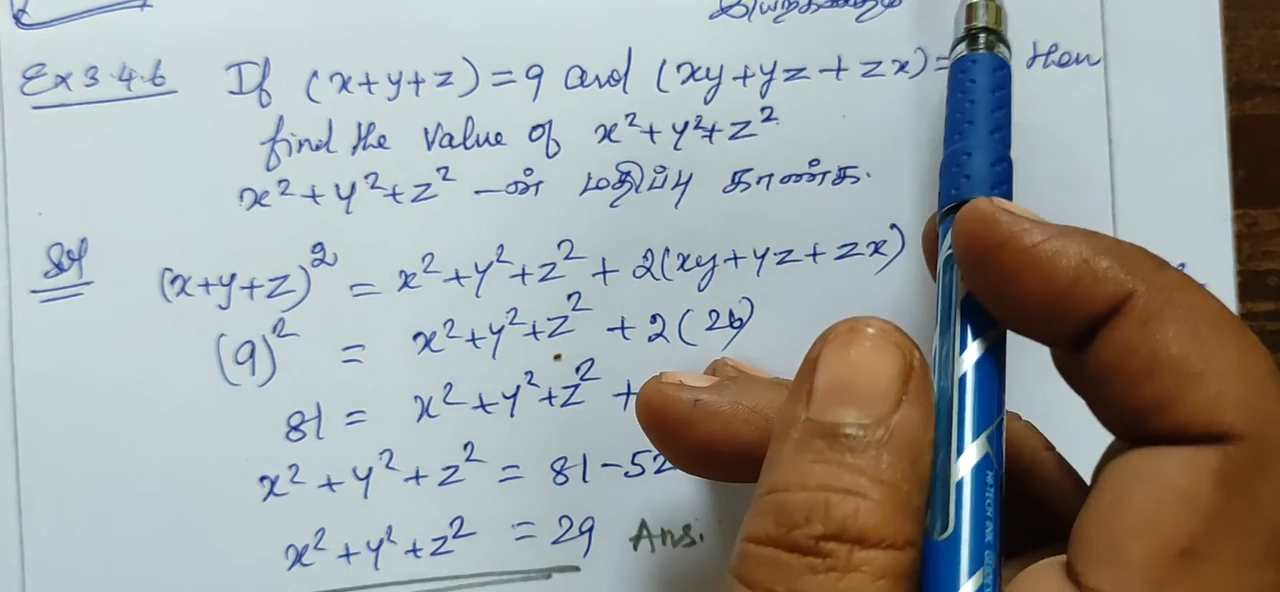 Ex 3.4.6 If (x+y+z)=9 and (xy+yz+zx)= then
find the value of x²+y²+z²
x²+y²+z² -ன் மதிப்பு காண்க.
Sol
(x+y+z)² = x²+y²+z² + 2(xy+yz+zx)
(9)² = x²+y²+z² + 2(26)
81 = x²+y²+z² +
x²+y²+z² = 81-52
x²+y²+z² = 29 Ans.